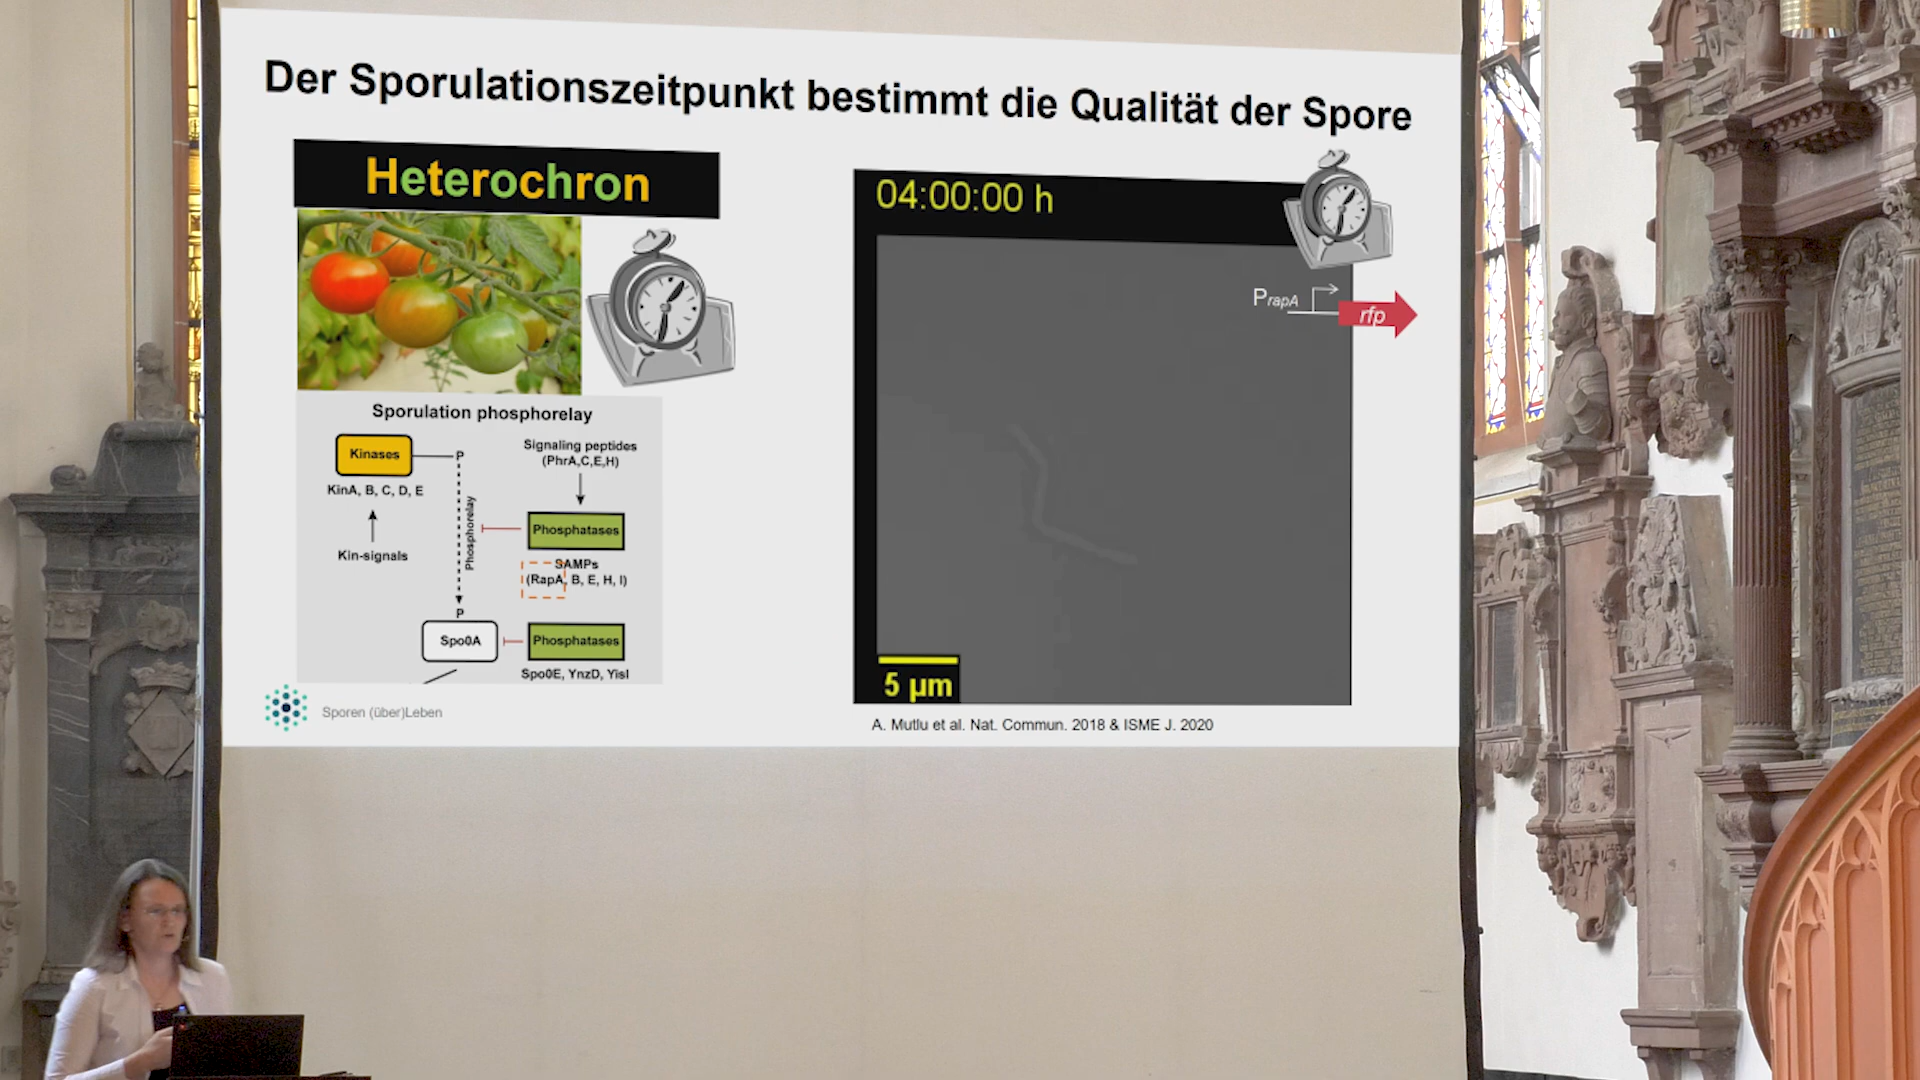 Der Sporulationszeitpunkt bestimmt die Qualität der Spore
Heterochron
Sporulation phosphorelay
Kinases
P
KinA, B, C, D, E
Kin-signals
Phosphorelay
P
Spo0A
Signaling peptides
(PhrA,C,E,H)
Phosphatases
SAMPs
(RapA, B, E, H, I)
Phosphatases
Spo0E, YnzD, YisI
Sporen (über)Leben
04:00:00 h
PrapA
rfp
5 µm
A. Mutlu et al. Nat. Commun. 2018 & ISME J. 2020